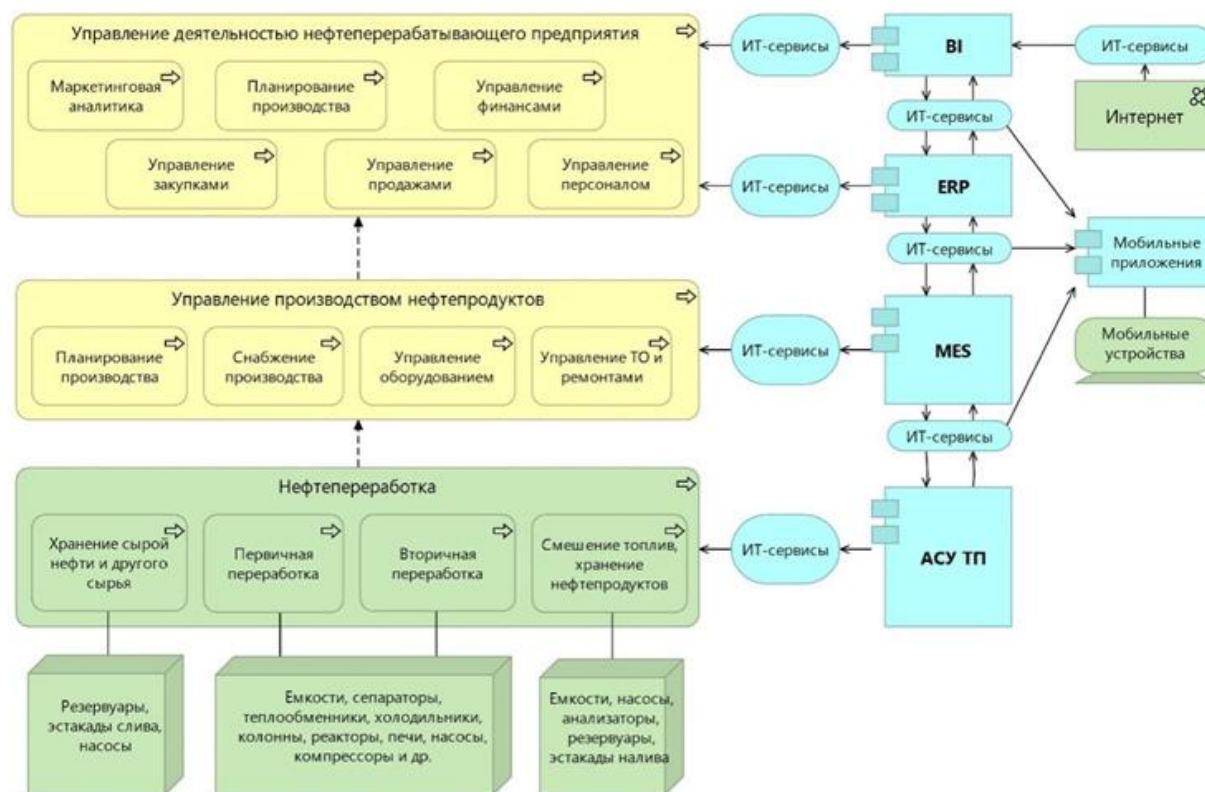 Управление деятельностью нефтеперерабатывающего предприятия
Маркетинговая
аналитика
Планирование
производства
Управление
финансами
Управление
закупками
Управление
продажами
Управление
персоналом
ИТ-сервисы
BI
ИТ-сервисы
Интернет
ИТ-сервисы
ИТ-сервисы
ERP
ИТ-сервисы
Мобильные
приложения
Мобильные
устройства
Управление производством нефтепродуктов
Планирование
производства
Снабжение
производства
Управление
оборудованием
Управление ТО и
ремонтами
ИТ-сервисы
MES
ИТ-сервисы
Нефтепереработка
Хранение сырой
нефти и другого
сырья
Первичная
переработка
Вторичная
переработка
Смешение топлив,
хранение
нефтепродуктов
ИТ-сервисы
АСУ ТП
Резервуары,
эстакады слива,
насосы
Емкости, сепараторы,
теплообменники, холодильники,
колонны, реакторы, печи, насосы,
компрессоры и др.
Емкости, насосы,
анализаторы,
резервуары,
эстакады налива